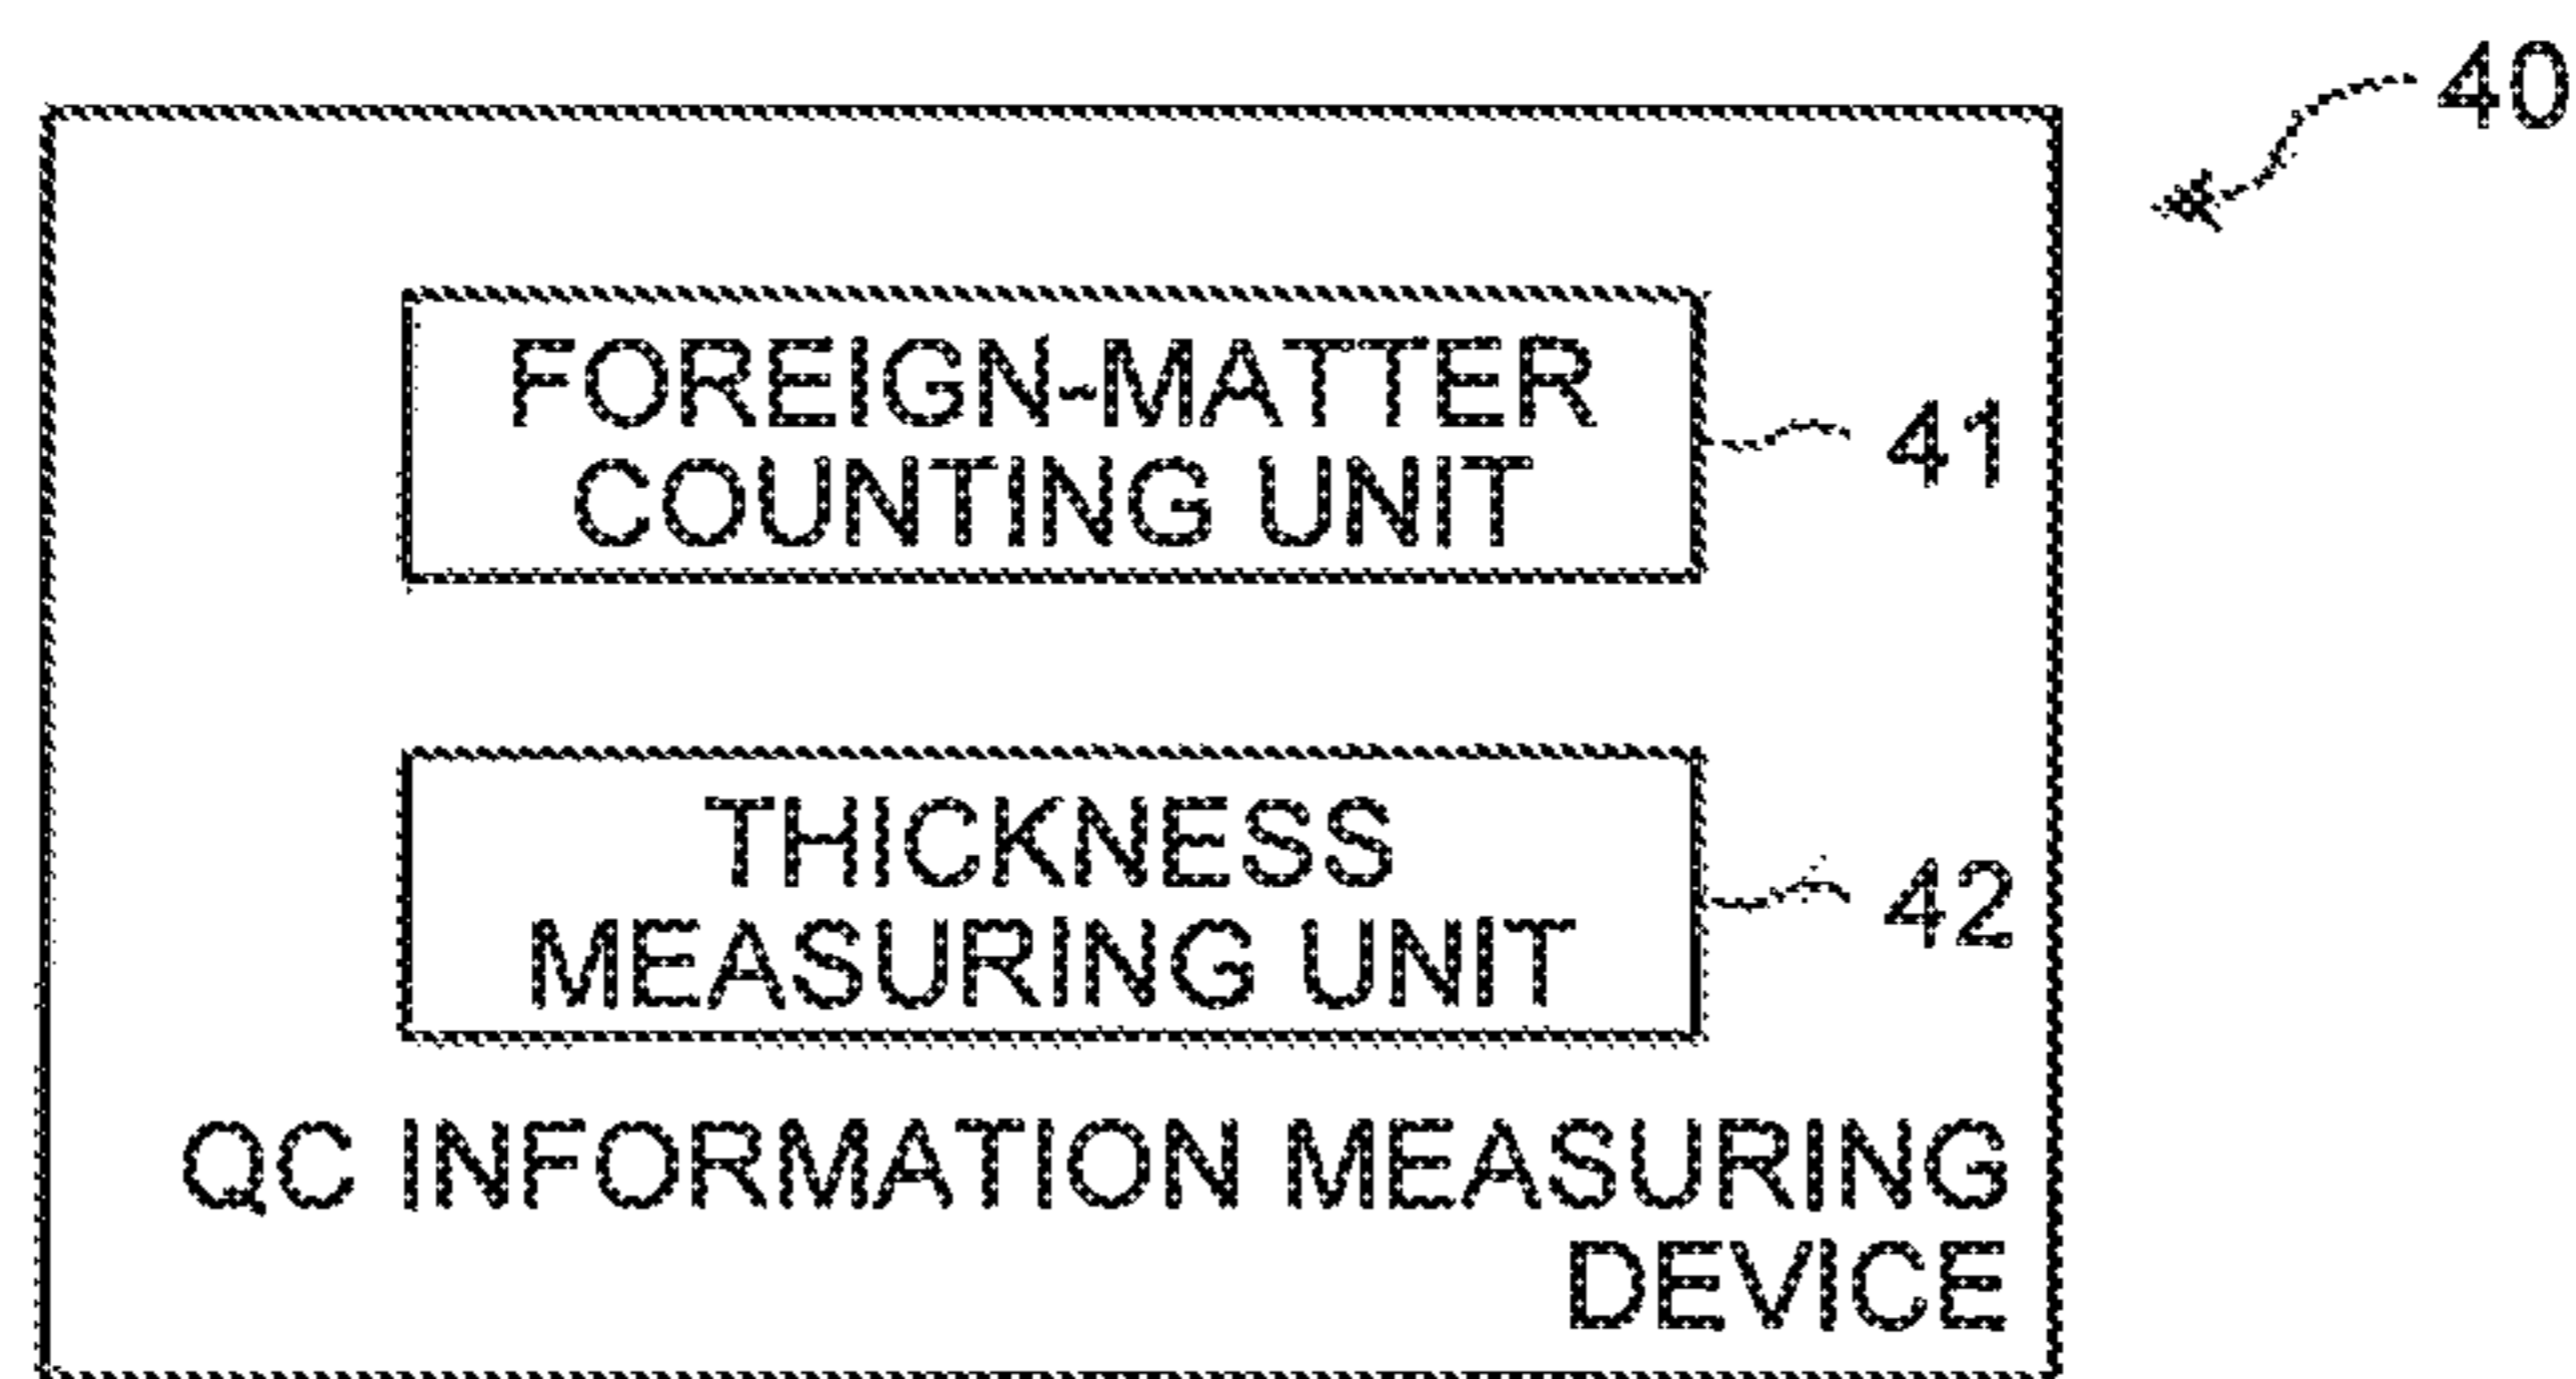 40
FOREIGN-MATTER
COUNTING UNIT
41
THICKNESS
MEASURING UNIT
42
QC INFORMATION MEASURING
DEVICE